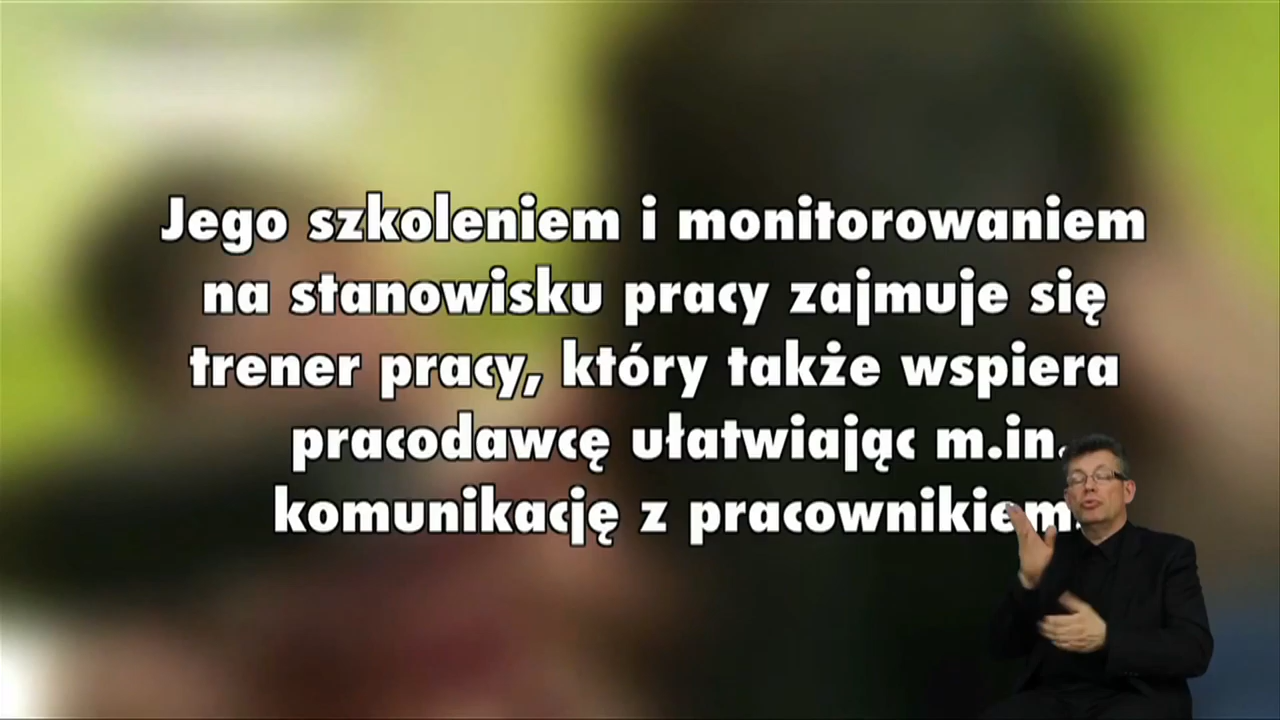 Jego szkoleniem i monitorowaniem
na stanowisku pracy zajmuje się
trener pracy, który także wspiera
pracodawcę ułatwiając m.in.
komunikację z pracownikiem.